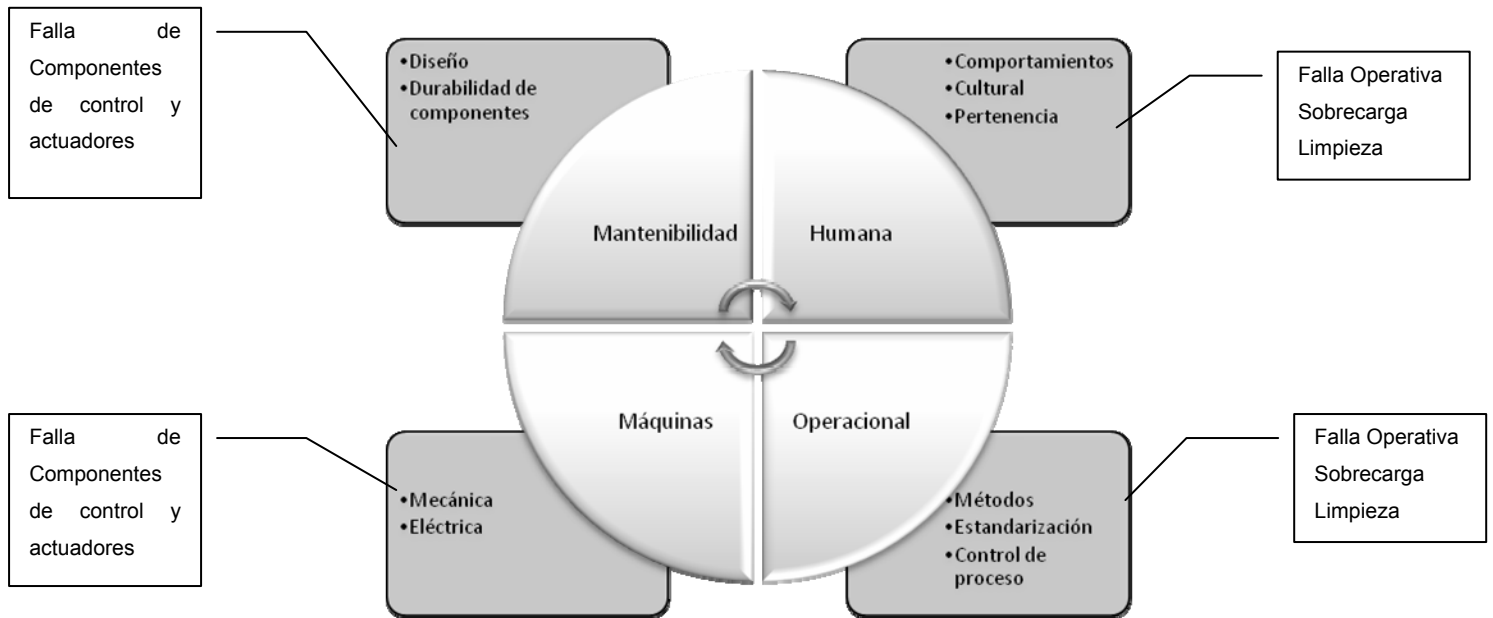 Falla de
Componentes
de control y
actuadores
•Diseño
•Durabilidad de
componentes
•Comportamientos
•Cultural
•Pertenencia
Falla Operativa
Sobrecarga
Limpieza
Mantenibilidad
Humana
Máquinas
Operacional
Falla de
Componentes
de control y
actuadores
•Mecánica
•Eléctrica
•Métodos
•Estandarización
•Control de
proceso
Falla Operativa
Sobrecarga
Limpieza